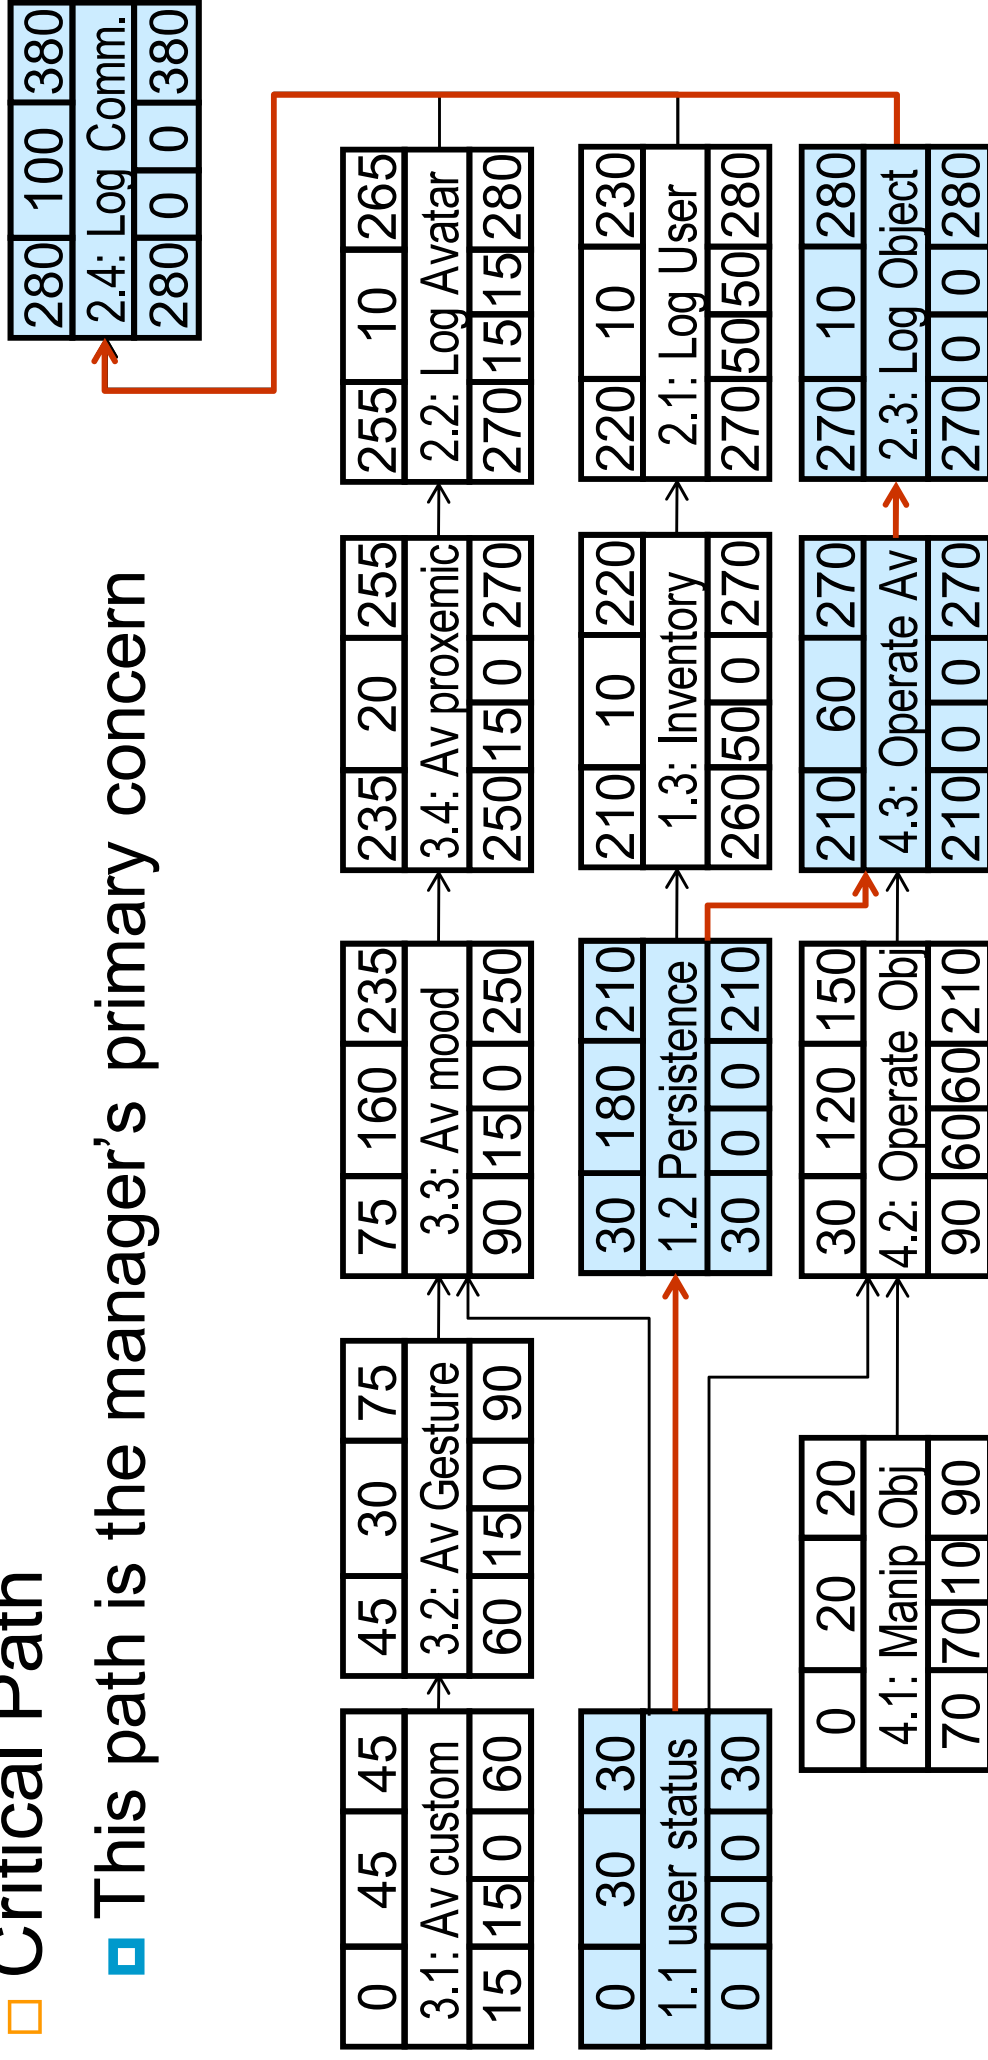 Critical Path
This path is the manager’s primary concern
280 100 380
2.4: Log Comm.
280 0 0 380
0 45 45
3.1: Av custom
15 15 0 60
45 30 75
3.2: Av Gesture
60 15 0 90
75 160 235
3.3: Av mood
90 15 0 250
235 20 255
3.4: Av proxemic
250 15 0 270
255 10 265
2.2: Log Avatar
270 15 15 280
0 30 30
1.1 user status
0 0 0 30
30 180 210
1.2 Persistence
30 0 0 210
210 10 220
1.3: Inventory
260 50 0 270
220 10 230
2.1: Log User
270 50 50 280
0 20 20
4.1: Manip Obj
70 70 10 90
30 120 150
4.2: Operate Obj
90 60 60 210
210 60 270
4.3: Operate Av
210 0 0 270
270 10 280
2.3: Log Object
270 0 0 280